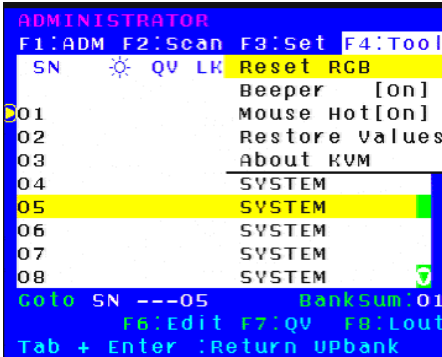 ADMINISTRATOR
F1:ADM F2:Scan F3:Set F4:Tool
SN QV LK Reset RGB
Beeper [On]
01 Mouse Hot[On]
02 Restore Values
03 About KVM
04 SYSTEM
05 SYSTEM
06 SYSTEM
07 SYSTEM
08 SYSTEM
Goto SN ---05 BankSum:01
F6:Edit F7:QV F8:Lout
Tab + Enter :Return UPbank